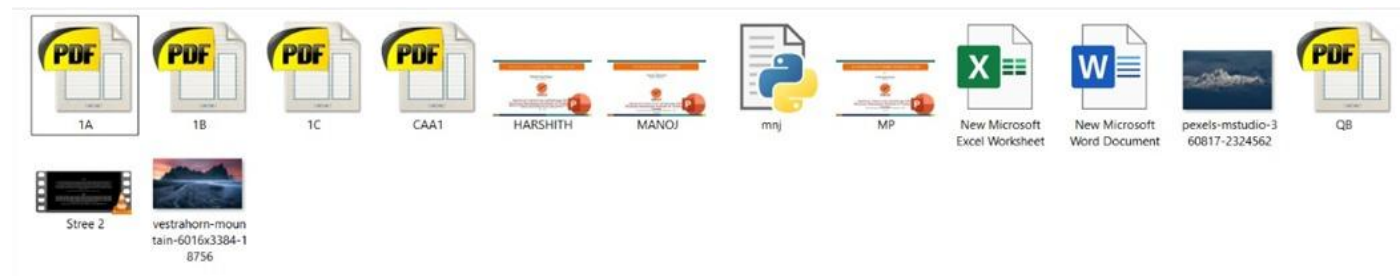 PDF
PDF
PDF
PDF
PDF
1A
1B
1C
CAA1
HARSHITH
MANOJ
mnj
MP
New Microsoft
Excel Worksheet
New Microsoft
Word Document
pexels-mstudio-3
60817-2324562
QB
Stree 2
vestrahorn-moun
tain-6016x3384-1
8756